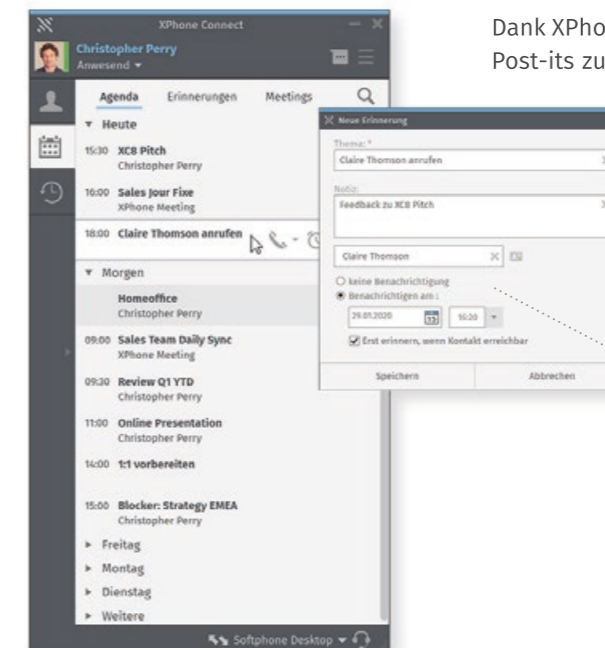 Dank XPho
Post-its zu
XPhone Connect
Christopher Perry
Anwesend
Agenda Erinnerungen Meetings
Heute
15:30 XC8 Pitch
Christopher Perry
16:00 Sales Jour Fixe
XPhone Meeting
18:00 Claire Thomson anrufen
Morgen
Homeoffice
Christopher Perry
09:00 Sales Team Daily Sync
XPhone Meeting
09:30 Review Q1 YTD
Christopher Perry
11:00 Online Presentation
Christopher Perry
14:00 1:1 vorbereiten
15:00 Blocker: Strategy EMEA
Christopher Perry
Freitag
Montag
Dienstag
Weitere
Softphone Desktop
Neue Erinnerung
Thema: *
Claire Thomson anrufen
Notiz:
Feedback zu XC8 Pitch
Claire Thomson
keine Benachrichtigung
Benachrichtigen am :
29.01.2020 16:20
Erst erinnern, wenn Kontakt erreichbar
Speichern Abbrechen